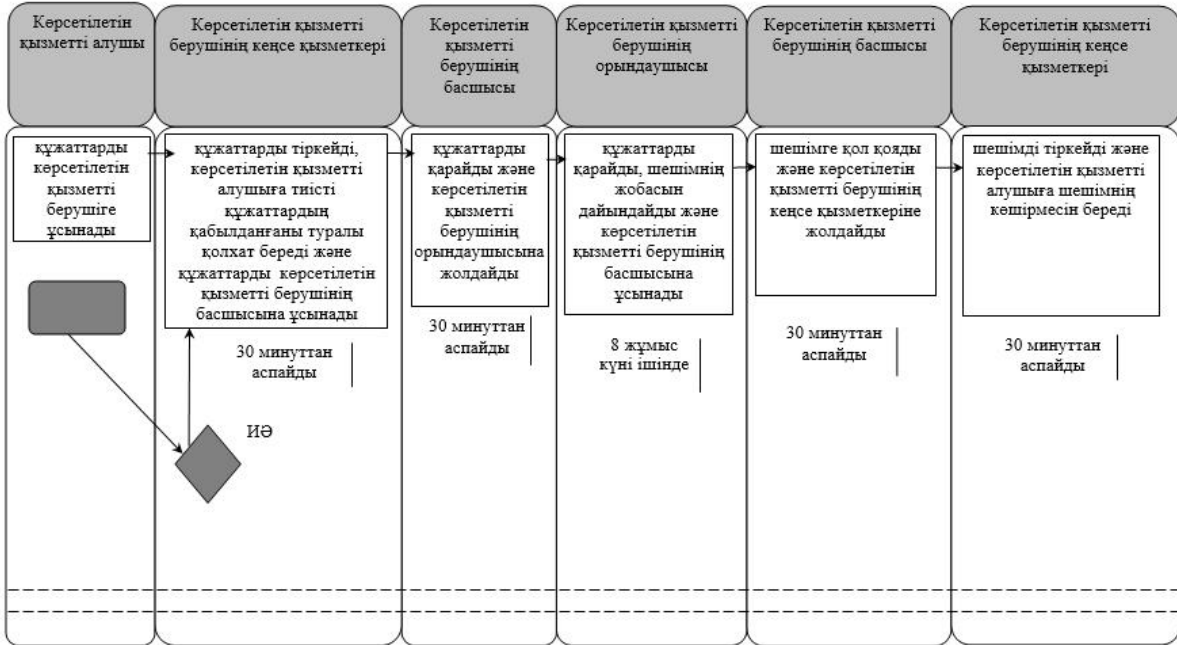 Көрсетілетін
қызметті алушы
Көрсетілетін қызметті
берушінің кеңсе қызметкері
Көрсетілетін
қызметті
берушінің
басшысы
Көрсетілетін қызметті
берушінің
орындаушысы
Көрсетілетін қызметті
берушінің басшысы
Көрсетілетін қызметті
берушінің кеңсе
қызметкері
құжаттарды
көрсетілетін
қызметті
берушіге
ұсынады
құжаттарды тіркейді,
көрсетілетін қызметті
алушыға тиісті
құжаттардың
қабылданғаны туралы
қолхат береді және
құжаттарды көрсетілетін
қызметті берушінің
басшысына ұсынады
құжаттарды
қарайды және
көрсетілетін
қызметті
берушінің
орындаушысына
жолдайды
құжаттарды
қарайды, шешімнің
жобасын
дайындайды және
көрсетілетін
қызметті берушінің
басшысына
ұсынады
шешімге қол қояды
және көрсетілетін
қызметті берушінің
кеңсе қызметкеріне
жолдайды
шешімді тіркейді және
көрсетілетін қызметті
алушыға шешімнің
көшірмесін береді
30 минуттан
аспайды
30 минуттан
аспайды
8 жұмыс
күні ішінде
30 минуттан
аспайды
30 минуттан
аспайды
ИӘ